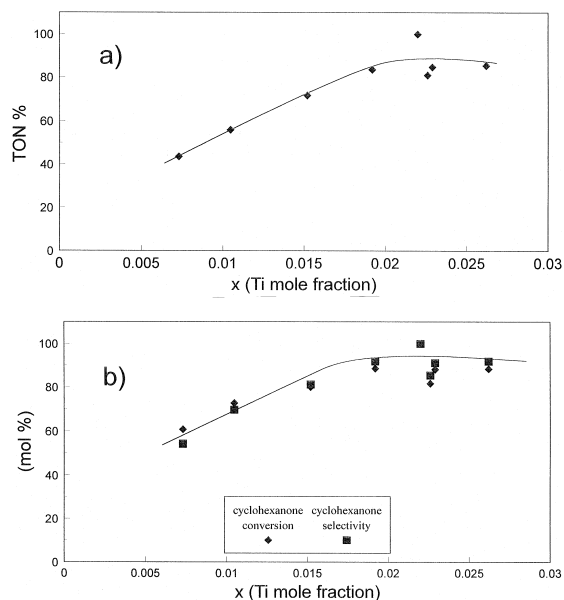 100
a)
80
TON %
60
40
20
0
0 0.005 0.01 0.015 0.02 0.025 0.03
x (Ti mole fraction)
100
b)
80
(mol %)
60
40
cyclohexanone cyclohexanone
conversion selectivity
20
0
0 0.005 0.01 0.015 0.02 0.025 0.03
x (Ti mole fraction)